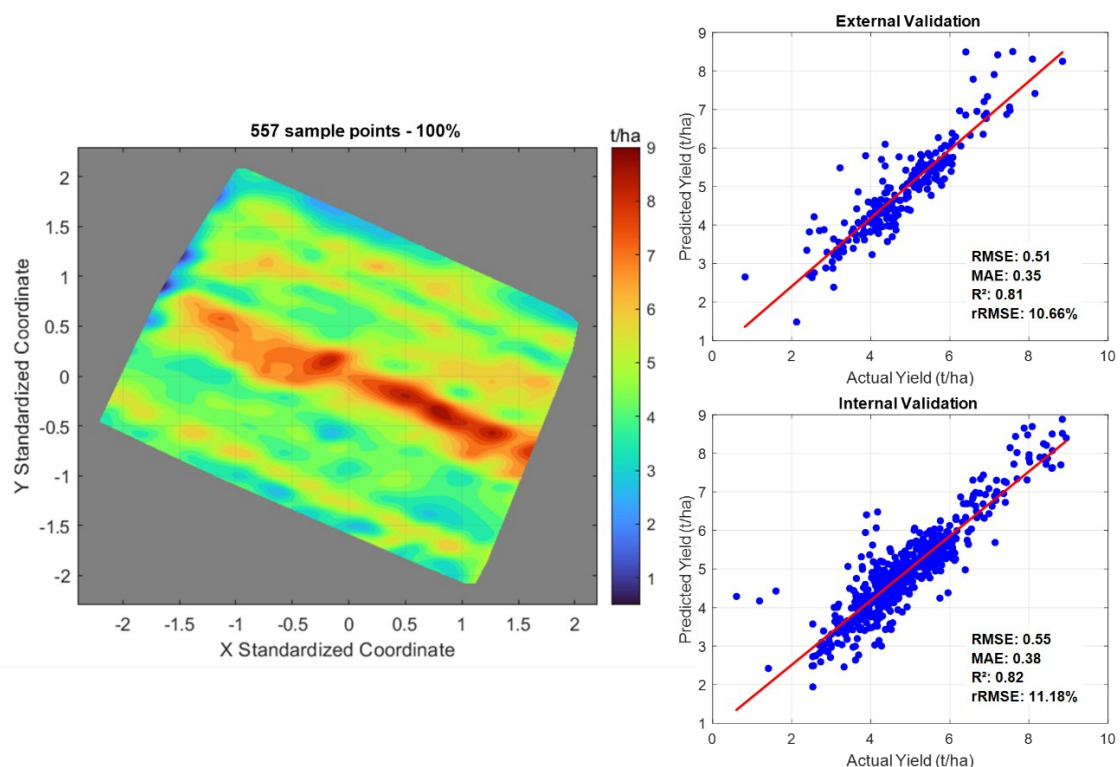 557 sample points - 100%
t/ha
9
8
7
6
5
4
3
2
1
Y Standardized Coordinate
2
1.5
1
0.5
0
-0.5
-1
-1.5
-2
-2 -1.5 -1 -0.5 0 0.5 1 1.5 2
X Standardized Coordinate
External Validation
Predicted Yield (t/ha)
9
8
7
6
5
4
3
2
1
RMSE: 0.51
MAE: 0.35
R²: 0.81
rRMSE: 10.66%
0 2 4 6 8 10
Actual Yield (t/ha)
Internal Validation
Predicted Yield (t/ha)
9
8
7
6
5
4
3
2
1
RMSE: 0.55
MAE: 0.38
R²: 0.82
rRMSE: 11.18%
0 2 4 6 8 10
Actual Yield (t/ha)